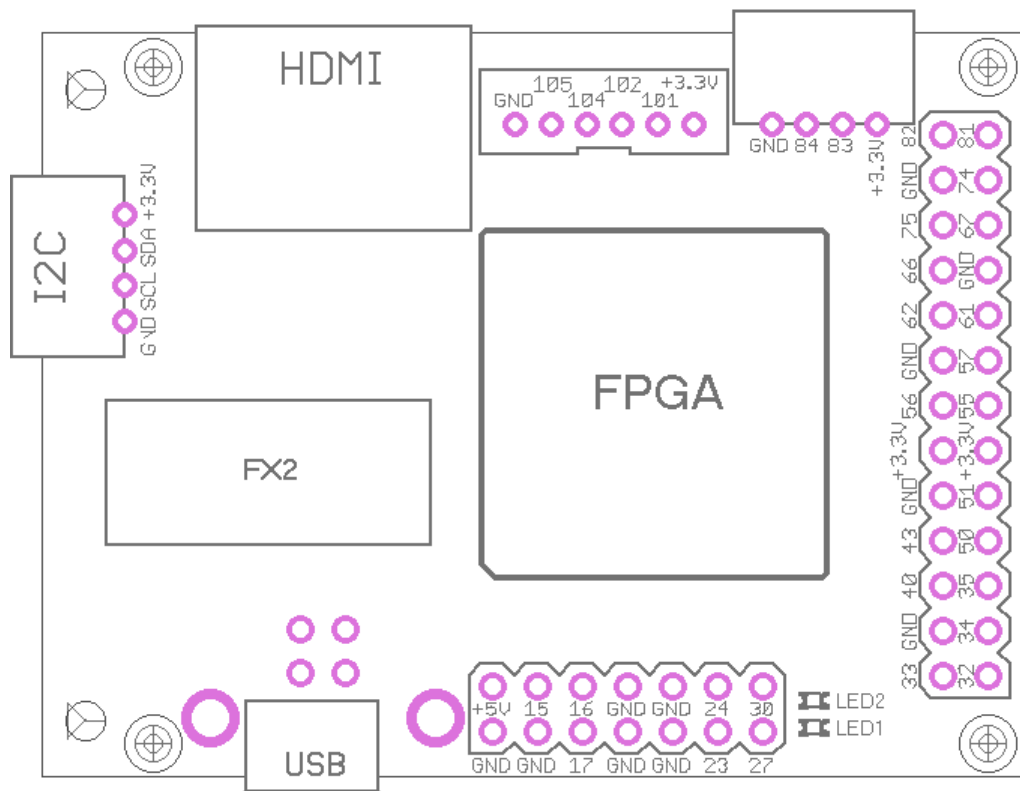 HDMI
105 102 +3.3V
GND 104 101
GND 84 83 +3.3V
82 81
GND 74
75 67
66 GND
62 61
GND 57
56 55
+3.3V +3.3V
GND 51
43 50
40 35
GND 34
33 32
I2C
+3.3V
SDA
SCL
GND
FPGA
FX2
+5V 15 16 GND GND 24 30
GND GND 17 GND GND 23 27
LED2
LED1
USB